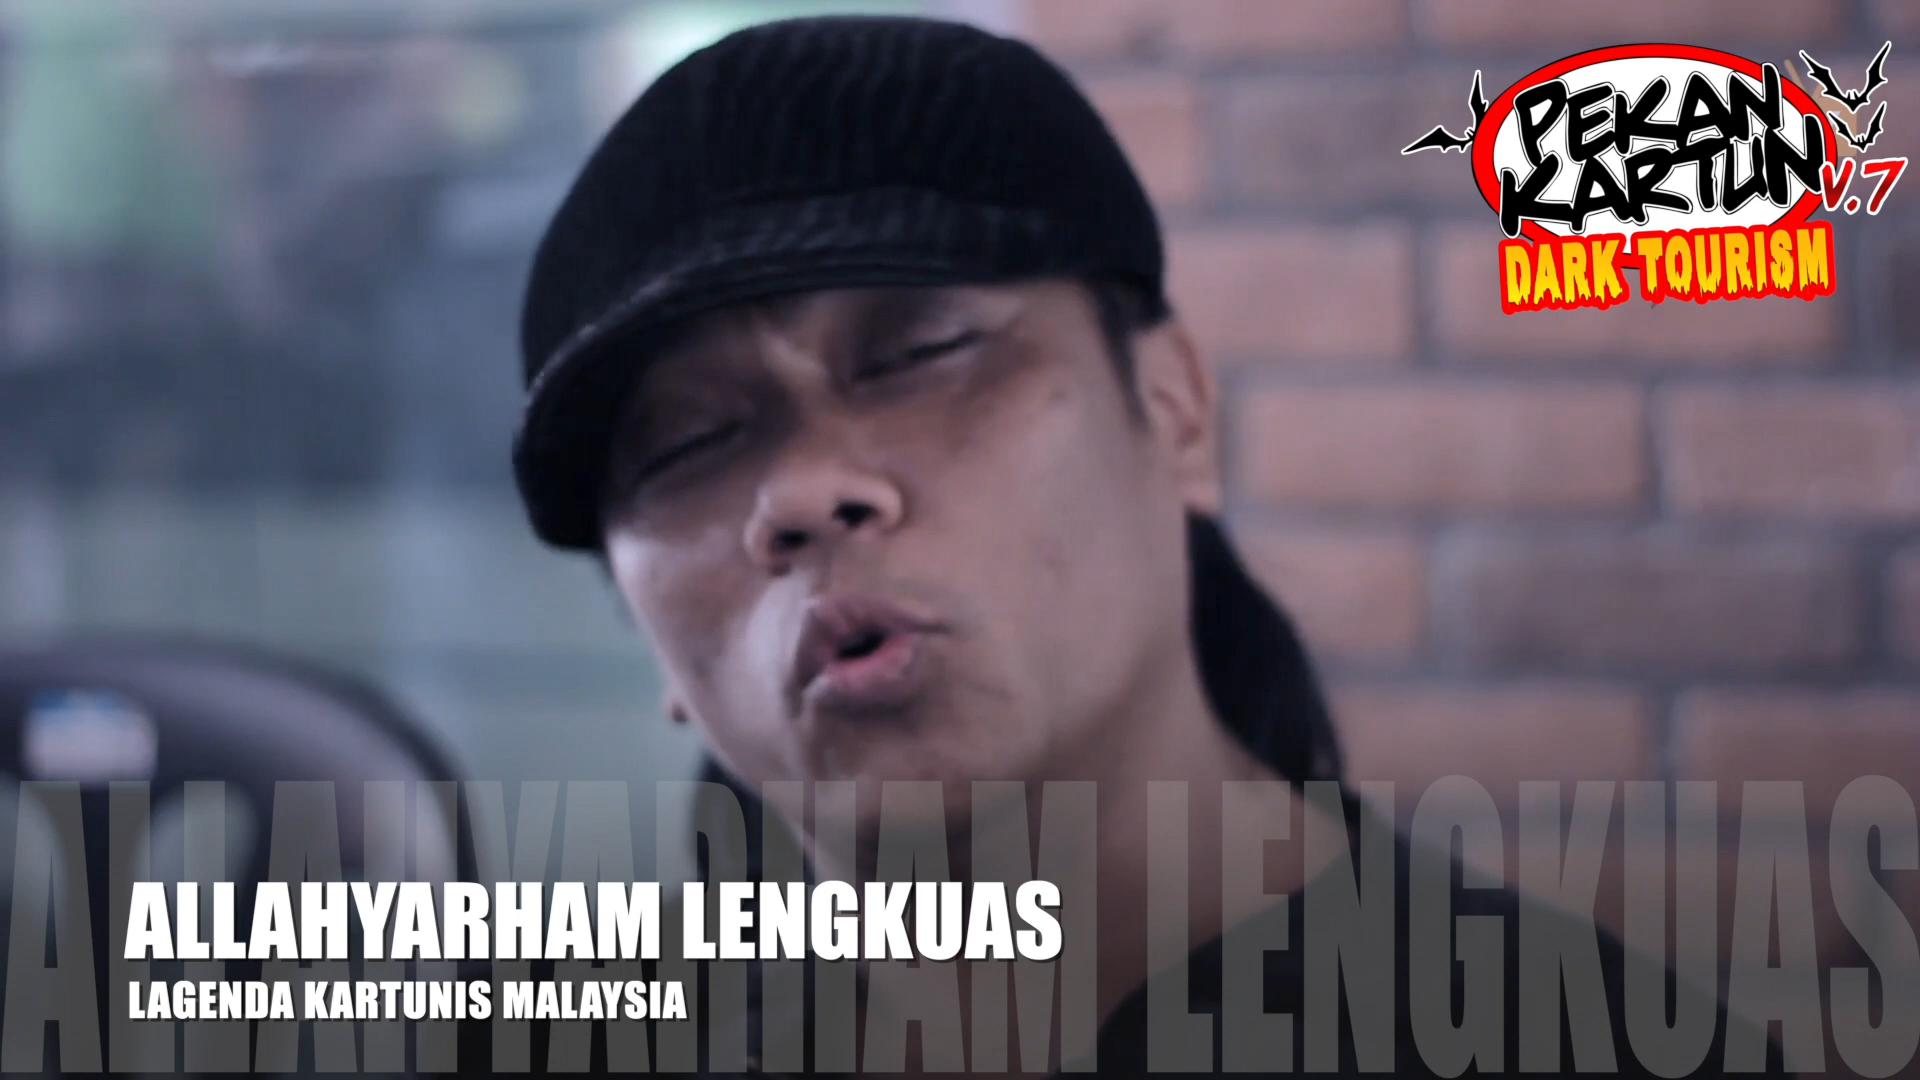 PEKAN
KARTUN V.7
DARK TOURISM
ALLAHYARHAM LENGKUAS
ALLAHYARHAM LENGKUAS
LAGENDA KARTUNIS MALAYSIA